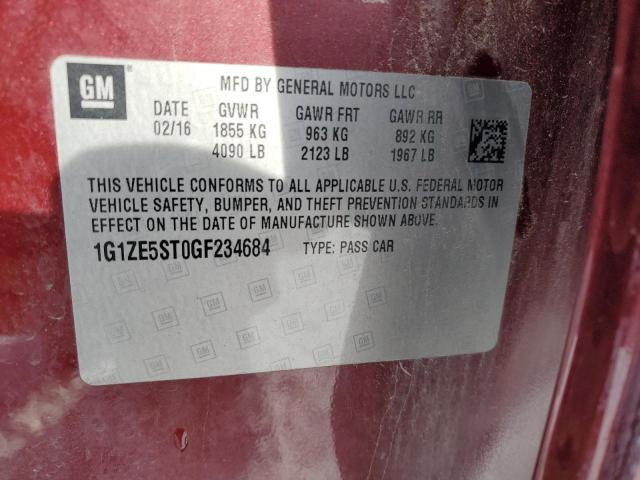 GM®
MFD BY GENERAL MOTORS LLC
DATE GVWR GAWR FRT GAWR RR
02/16 1855 KG 963 KG 892 KG
4090 LB 2123 LB 1967 LB
THIS VEHICLE CONFORMS TO ALL APPLICABLE U.S. FEDERAL MOTOR
VEHICLE SAFETY, BUMPER, AND THEFT PREVENTION STANDARDS IN
EFFECT ON THE DATE OF MANUFACTURE SHOWN ABOVE.
1G1ZE5ST0GF234684 TYPE: PASS CAR